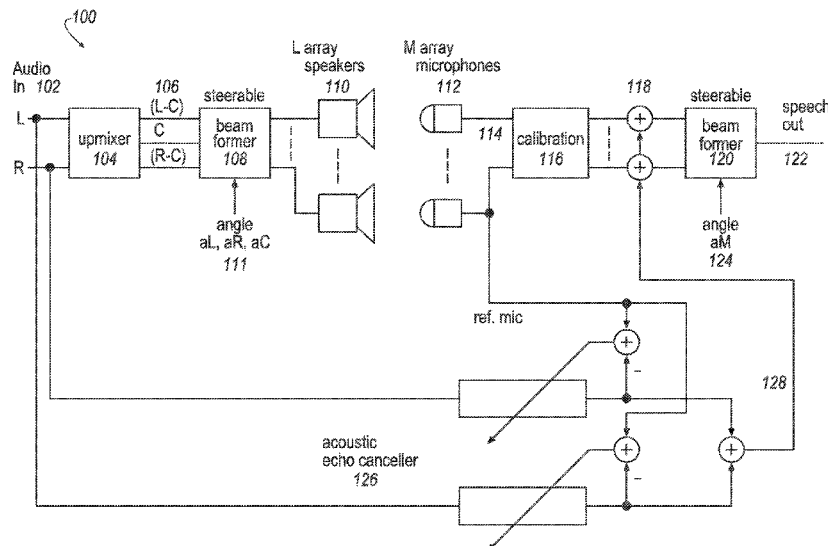 100
Audio
In 102
L
R
upmixer
104
106
(L-C)
C
(R-C)
steerable
beam
former
108
angle
aL, aR, aC
111
L array
speakers
110
M array
microphones
112
114
calibration
116
118
+
+
steerable
beam
former
120
speech
out
122
angle
aM
124
ref. mic
+
–
128
acoustic
echo canceller
126
+
–
+